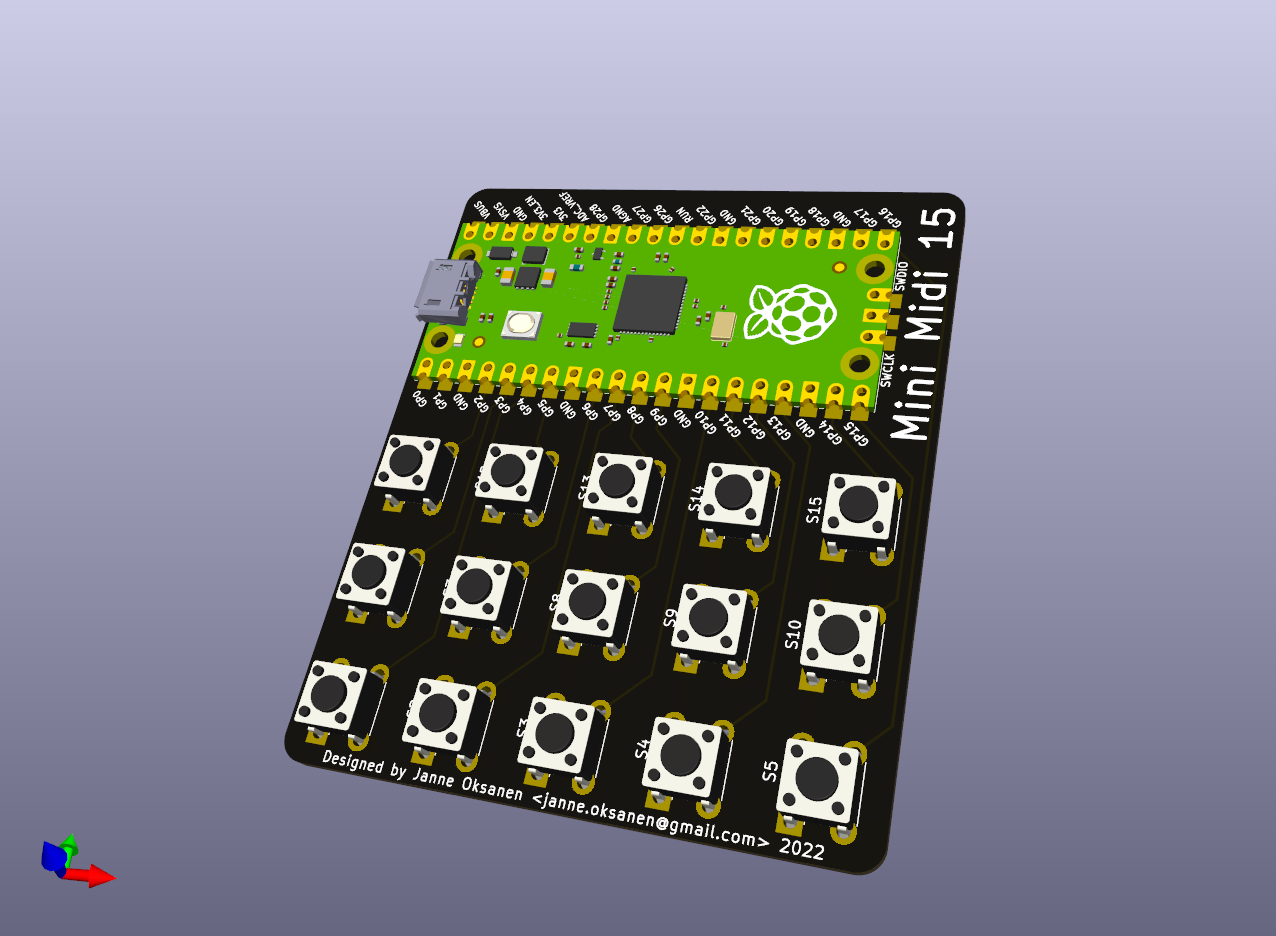 VBUS
VSYS
GND
3V3_EN
3V3
ADC_VREF
GP28
AGND
GP27
GP26
RUN
GP22
GND
GP21
GP20
GP19
GP18
GND
GP17
GP16
SWDIO
SWCLK
Mini Midi 15
GP0
GP1
GND
GP2
GP3
GP4
GP5
GND
GP6
GP7
GP8
GP9
GND
GP10
GP11
GP12
GP13
GND
GP14
GP15
S13
S14
S15
S8
S9
S10
S3
S4
S5
Designed by Janne Oksanen <janne.oksanen@gmail.com> 2022